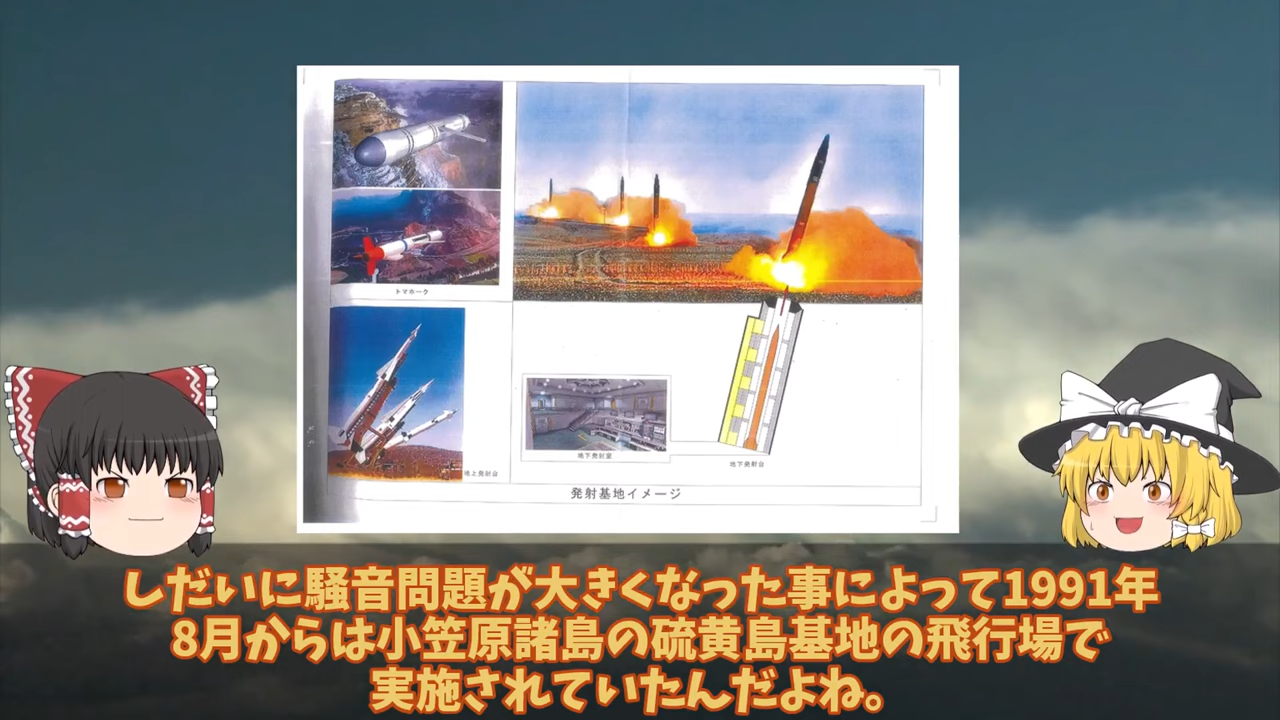 トマホーク
地上発射台
地下発射室
地下発射台
発射基地イメージ
しだいに騒音問題が大きくなった事によって1991年
8月からは小笠原諸島の硫黄島基地の飛行場で
実施されていたんだよね。